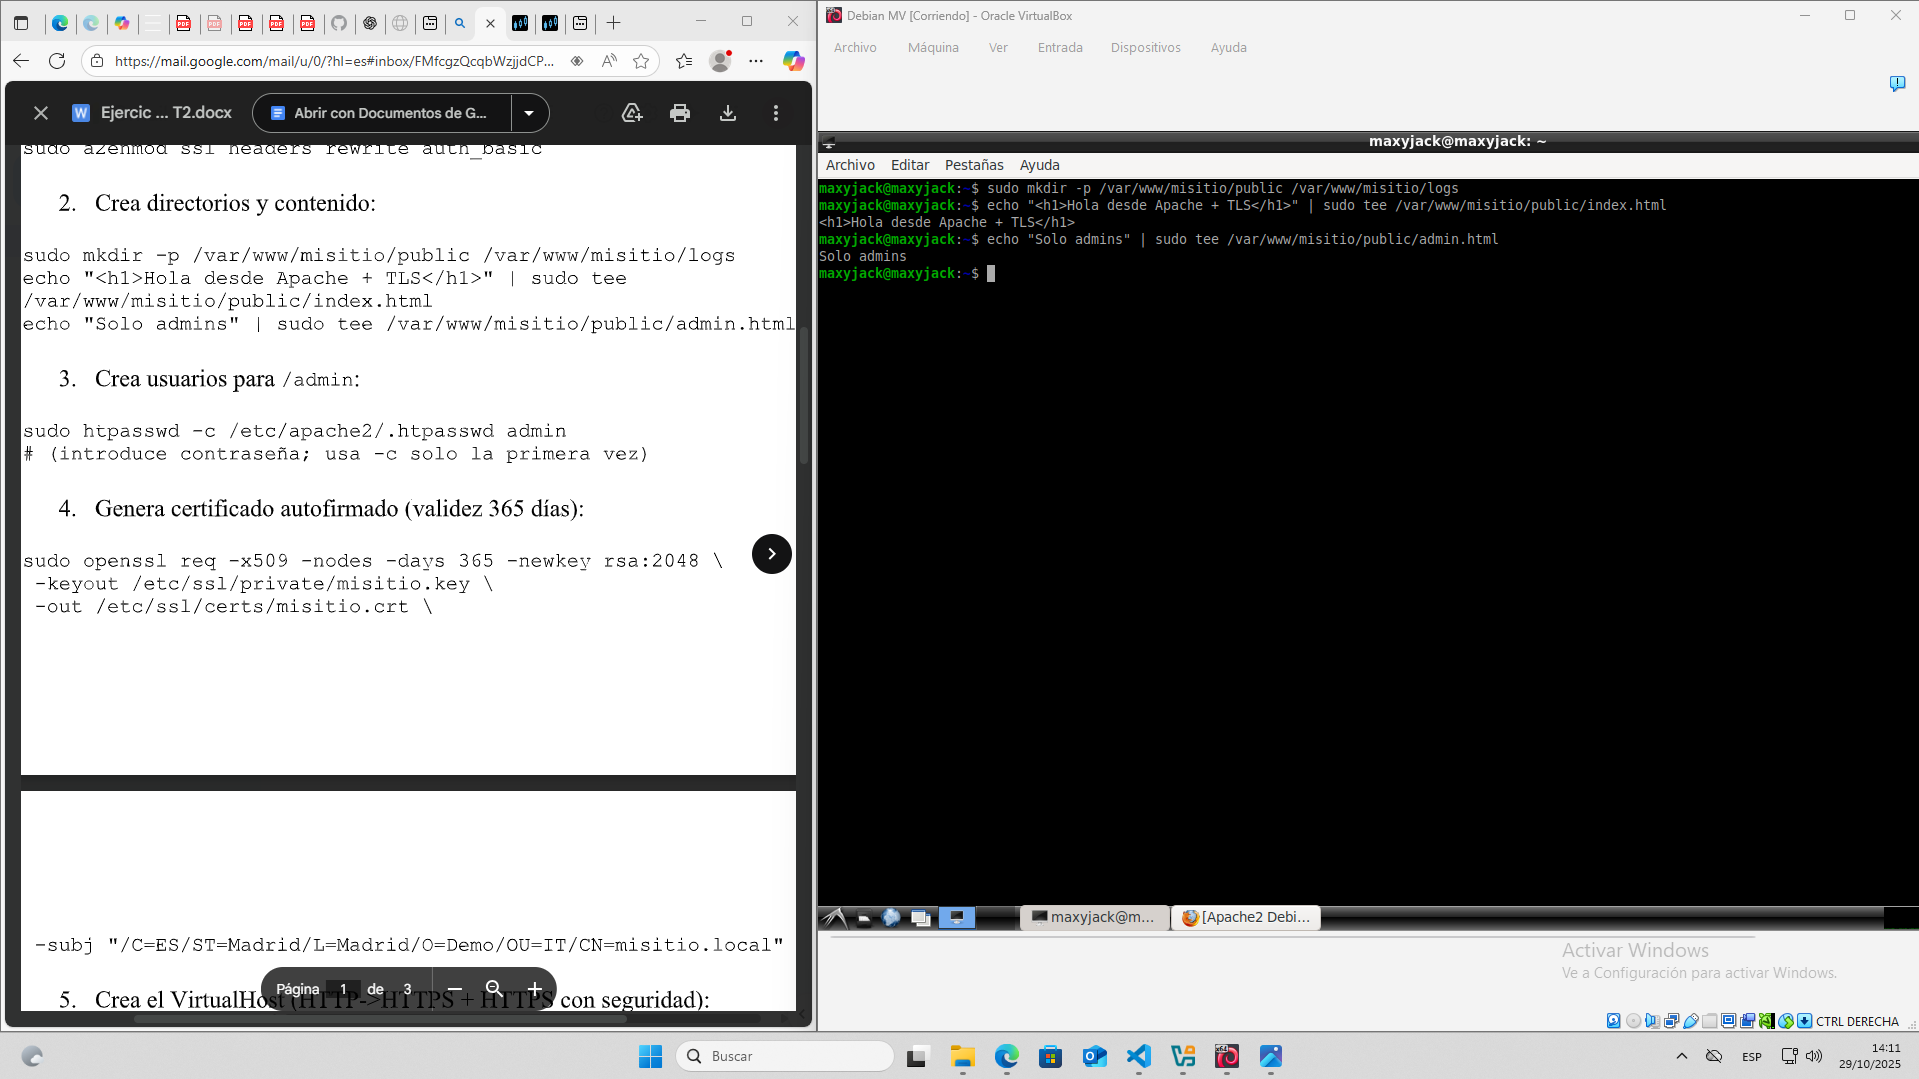 https://mail.google.com/mail/u/0/?hl=es#inbox/FMfcgzQcqbWzjjdCP...
Ejercic ... T2.docx
Abrir con Documentos de G...
sudo a2enmod ssl headers rewrite auth_basic
2. Crea directorios y contenido:
sudo mkdir -p /var/www/misitio/public /var/www/misitio/logs
echo "<h1>Hola desde Apache + TLS</h1>" | sudo tee
/var/www/misitio/public/index.html
echo "Solo admins" | sudo tee /var/www/misitio/public/admin.html
3. Crea usuarios para /admin:
sudo htpasswd -c /etc/apache2/.htpasswd admin
# (introduce contraseña; usa -c solo la primera vez)
4. Genera certificado autofirmado (validez 365 días):
sudo openssl req -x509 -nodes -days 365 -newkey rsa:2048 \
-keyout /etc/ssl/private/misitio.key \
-out /etc/ssl/certs/misitio.crt \
-subj "/C=ES/ST=Madrid/L=Madrid/O=Demo/OU=IT/CN=misitio.local"
Página 1 de 3
5. Crea el VirtualHost (HTTP->HTTPS + HTTPS con seguridad):
Debian MV [Corriendo] - Oracle VirtualBox
Archivo Máquina Ver Entrada Dispositivos Ayuda
maxyjack@maxyjack: ~
Archivo Editar Pestañas Ayuda
maxyjack@maxyjack:~$ sudo mkdir -p /var/www/misitio/public /var/www/misitio/logs
maxyjack@maxyjack:~$ echo "<h1>Hola desde Apache + TLS</h1>" | sudo tee /var/www/misitio/public/index.html
<h1>Hola desde Apache + TLS</h1>
maxyjack@maxyjack:~$ echo "Solo admins" | sudo tee /var/www/misitio/public/admin.html
Solo admins
maxyjack@maxyjack:~$
maxyjack@m...
[Apache2 Debi...
Activar Windows
Ve a Configuración para activar Windows.
CTRL DERECHA
Buscar
ESP
14:11
29/10/2025